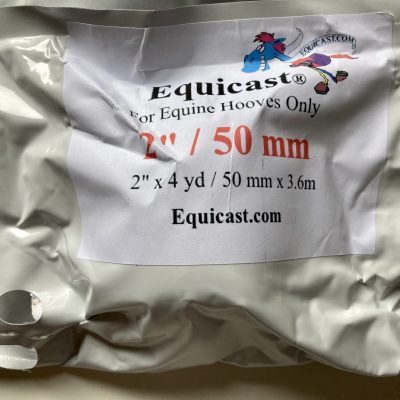 EQUICAST.COM
Equicast®
For Equine Hooves Only
2" / 50 mm
2" x 4 yd / 50 mm x 3.6m
Equicast.com